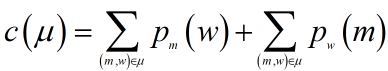 c(μ) = ∑_{(m,w)∈μ} p_m(w) + ∑_{(m,w)∈μ} p_w(m)